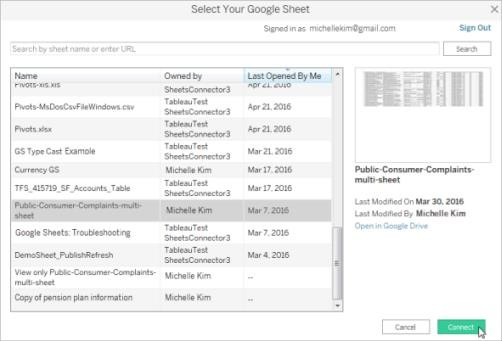 Select Your Google Sheet
Signed in as michellekim@gmail.com Sign Out
Search by sheet name or enter URL Search
Name Owned by Last Opened By Me
Pivots-xls.xls SheetsConnector3 Apr 21, 2016
Pivots-MsDosCsvFileWindows.csv TableauTest SheetsConnector3 Apr 21, 2016
Pivots.xlsx TableauTest SheetsConnector3 Apr 21, 2016
GS Type Cast Example TableauTest SheetsConnector3 Mar 21, 2016
Currency GS Michelle Kim Mar 17, 2016
TFS_415719_SF_Accounts_Table TableauTest SheetsConnector3 Mar 17, 2016
Public-Consumer-Complaints-multi-
sheet Michelle Kim Mar 7, 2016
Google Sheets: Troubleshooting TableauTest SheetsConnector3 Mar 7, 2016
DemoSheet_PublishRefresh TableauTest SheetsConnector3 Mar 4, 2016
View only Public-Consumer-Complaints-
multi-sheet Michelle Kim --
Copy of pension plan information Michelle Kim --
Public-Consumer-Complaints-
multi-sheet
Last Modified On Mar 30, 2016
Last Modified By Michelle Kim
Open in Google Drive
Cancel Connect